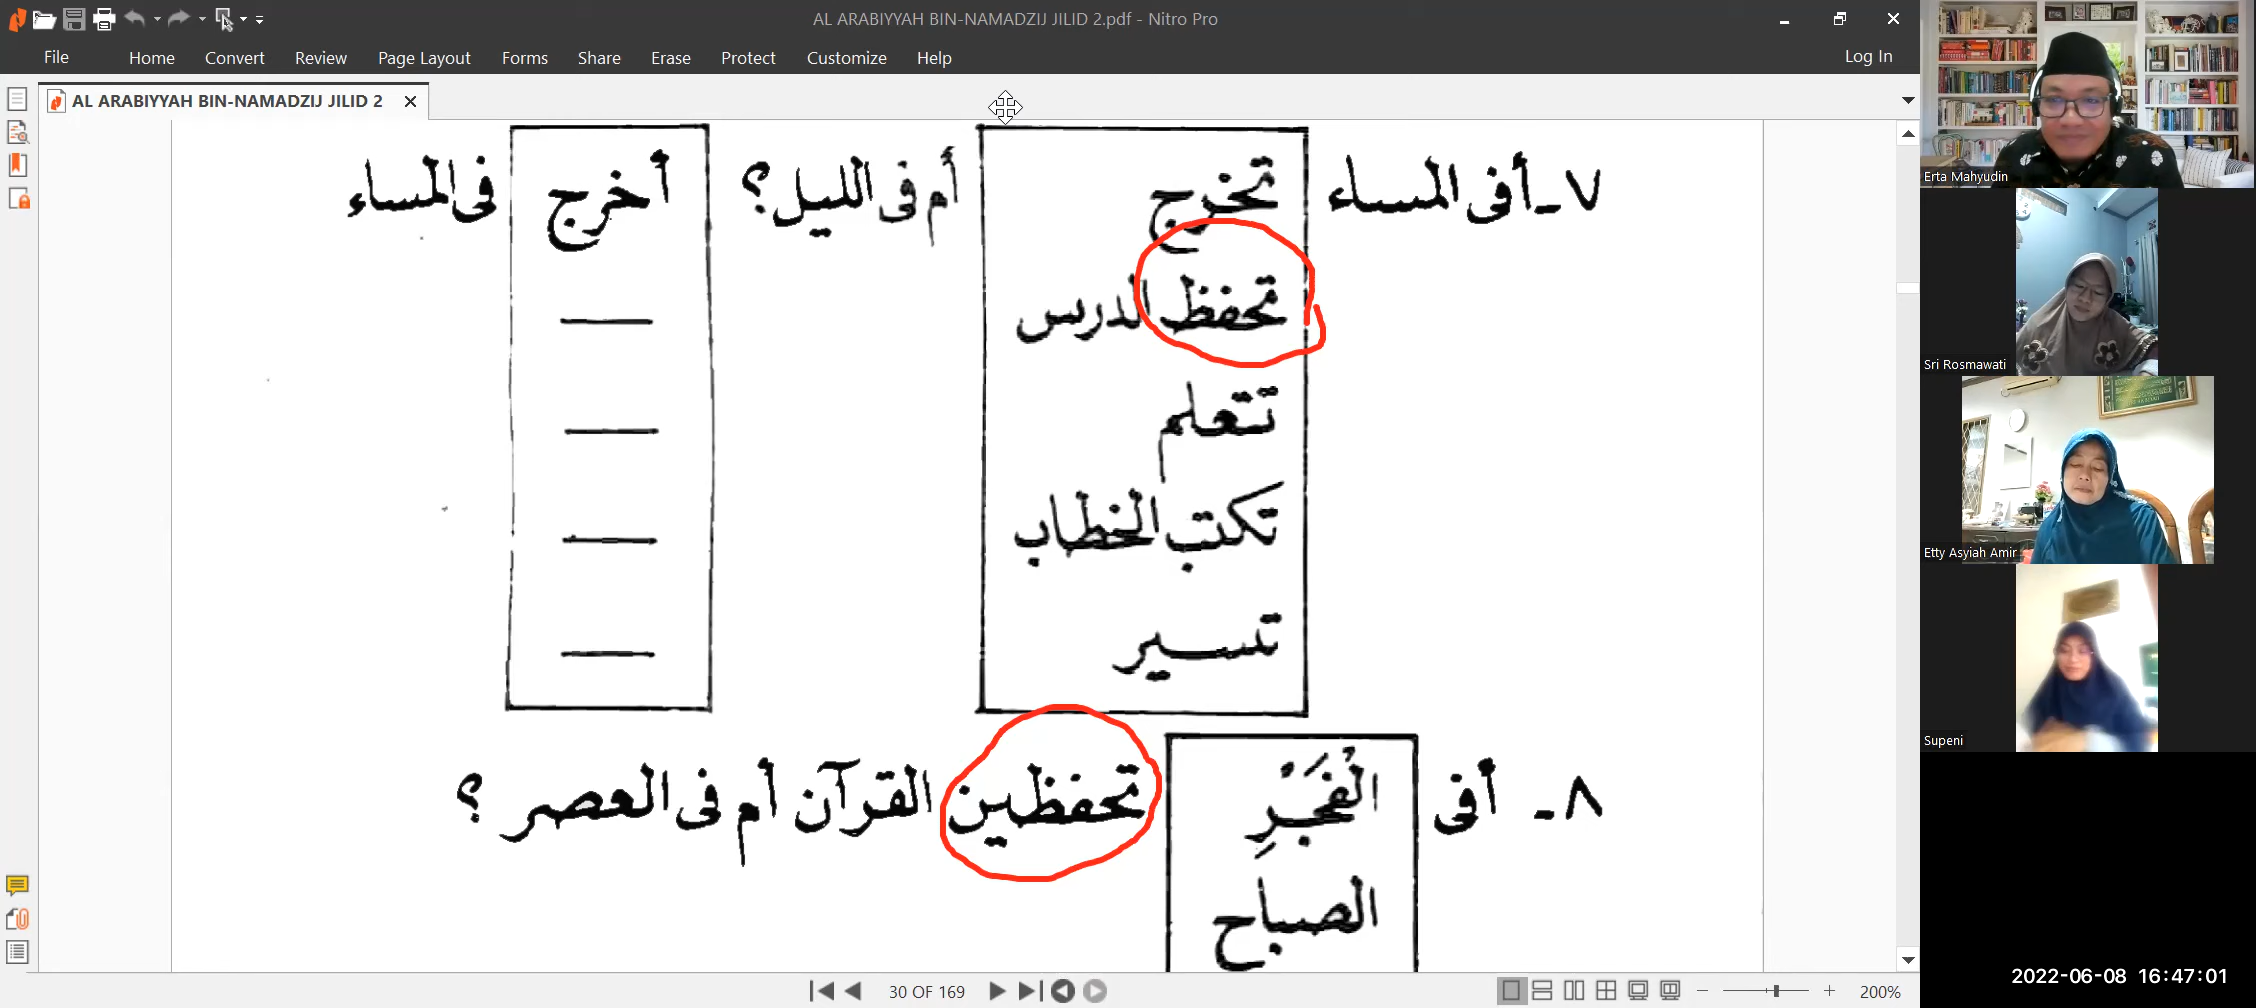 AL ARABIYYAH BIN-NAMADZIJ JILID 2.pdf - Nitro Pro
File Home Convert Review Page Layout Forms Share Erase Protect Customize Help Log In
AL ARABIYYAH BIN-NAMADZIJ JILID 2
٧ـ أفى المساء تخرج أم فى الليل؟ أخرج فى المساء
تحفظ الدرس
تتعلم
تكتب الخطاب
تسير
٨ـ أفى الْفَجْرِ تحفظين القرآن أم فى العصر ؟
الصباح
30 OF 169
200%
Erta Mahyudin
Sri Rosmawati
Etty Asyiah Amir
Supeni
2022-06-08 16:47:01